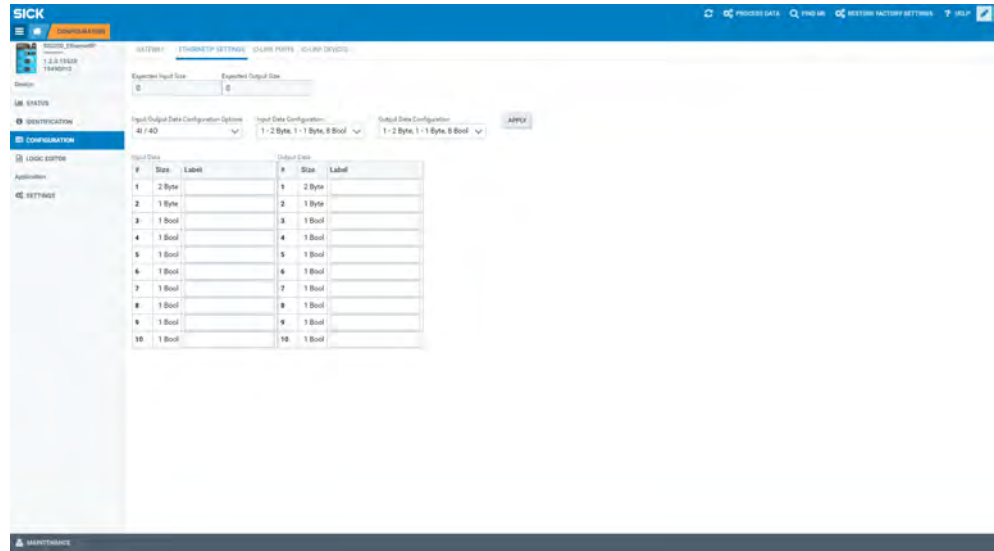 SICK
PROCESS DATA FIND ME RESTORE FACTORY SETTINGS ? HELP
CONFIGURATION
Device
STATUS
IDENTIFICATION
CONFIGURATION
LOGIC EDITOR
Application
SETTINGS
GATEWAY ETHERNET/IP SETTINGS IO-LINK PORTS IO-LINK DEVICES
Expected Input Size Expected Output Size
0 0
Input/Output Data Configuration Options Input Data Configuration Output Data Configuration APPLY
4I / 4O 1 - 2 Byte, 1 - 1 Byte, 8 Bool 1 - 2 Byte, 1 - 1 Byte, 8 Bool
Input Data Output Data
# Size Label # Size Label
1 2 Byte 1 2 Byte
2 1 Byte 2 1 Byte
3 1 Bool 3 1 Bool
4 1 Bool 4 1 Bool
5 1 Bool 5 1 Bool
6 1 Bool 6 1 Bool
7 1 Bool 7 1 Bool
8 1 Bool 8 1 Bool
9 1 Bool 9 1 Bool
10 1 Bool 10 1 Bool
MAINTENANCE